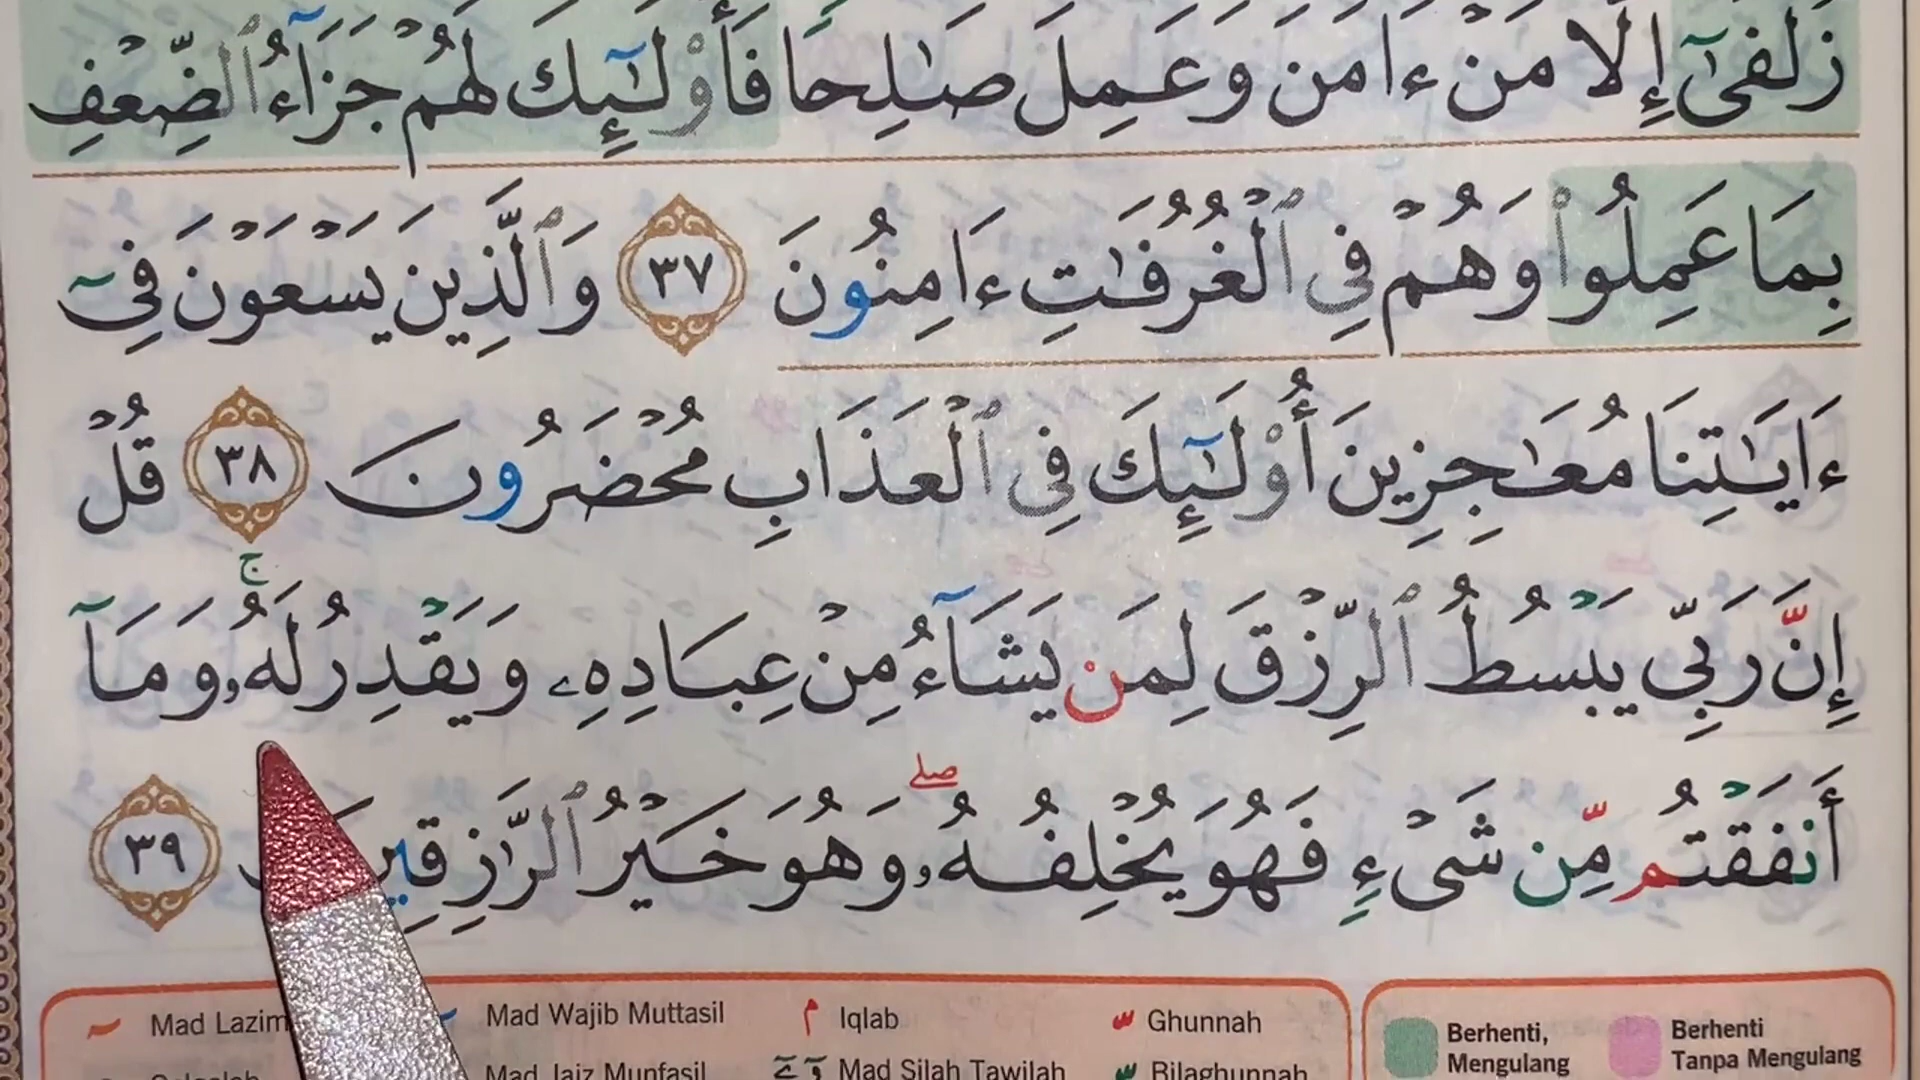 زُلْفَىٰٓ إِلَّا مَنْ ءَامَنَ وَعَمِلَ صَٰلِحًا فَأُو۟لَٰٓئِكَ لَهُمْ جَزَآءُ ٱلضِّعْفِ
بِمَا عَمِلُوا۟ وَهُمْ فِى ٱلْغُرُفَٰتِ ءَامِنُونَ ٣٧ وَٱلَّذِينَ يَسْعَوْنَ فِىٓ
ءَايَٰتِنَا مُعَٰجِزِينَ أُو۟لَٰٓئِكَ فِى ٱلْعَذَابِ مُحْضَرُونَ ٣٨ قُلْ
إِنَّ رَبِّى يَبْسُطُ ٱلرِّزْقَ لِمَن يَشَآءُ مِنْ عِبَادِهِۦ وَيَقْدِرُ لَهُۥۚ وَمَآ
أَنفَقْتُم مِّن شَىْءٍ فَهُوَ يُخْلِفُهُۥۖ وَهُوَ خَيْرُ ٱلرَّٰزِقِينَ ٣٩
Mad Lazim Mad Wajib Muttasil م Iqlab Ghunnah
Mad Jaiz Munfasil Mad Silah Tawilah Bilaghunnah
Berhenti, Mengulang
Berhenti Tanpa Mengulang